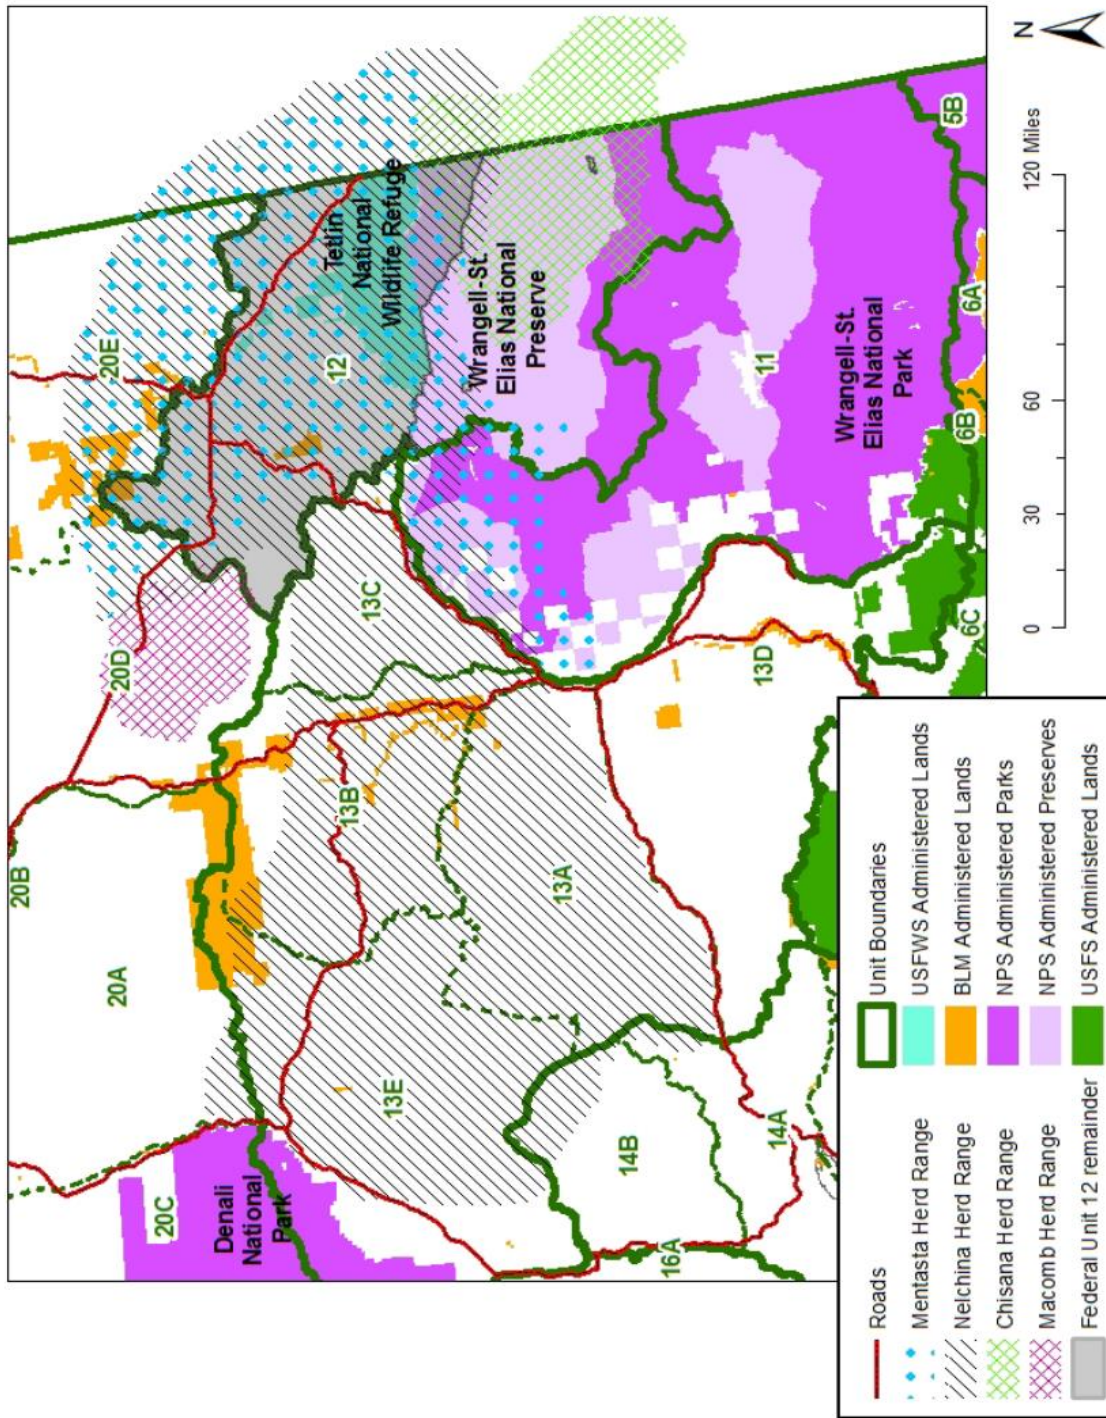 20B
20A
20C
20D
20E
Denali
National
Park
13E
13B
13C
12
Tetlin
National
Wildlife Refuge
13A
14B
16A
14A
Wrangell-St.
Elias National
Preserve
13D
11
Wrangell-St.
Elias National
Park
5B
6A
6B
6C
N
0
30
60
120 Miles
Roads
Mentasta Herd Range
Nelchina Herd Range
Chisana Herd Range
Macomb Herd Range
Federal Unit 12 remainder
Unit Boundaries
USFWS Administered Lands
BLM Administered Lands
NPS Administered Parks
NPS Administered Preserves
USFS Administered Lands